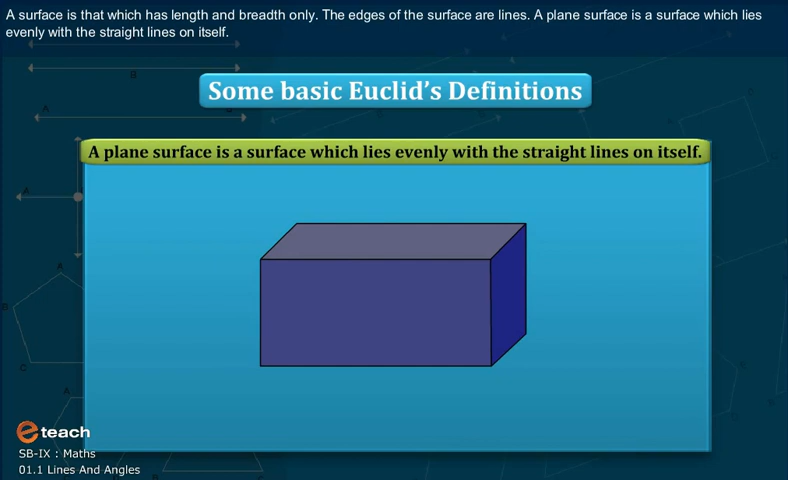 A surface is that which has length and breadth only. The edges of the surface are lines. A plane surface is a surface which lies
evenly with the straight lines on itself.
Some basic Euclid's Definitions
A plane surface is a surface which lies evenly with the straight lines on itself.
B
A
A
A
B
C
A
e teach
SB-IX : Maths
01.1 Lines And Angles